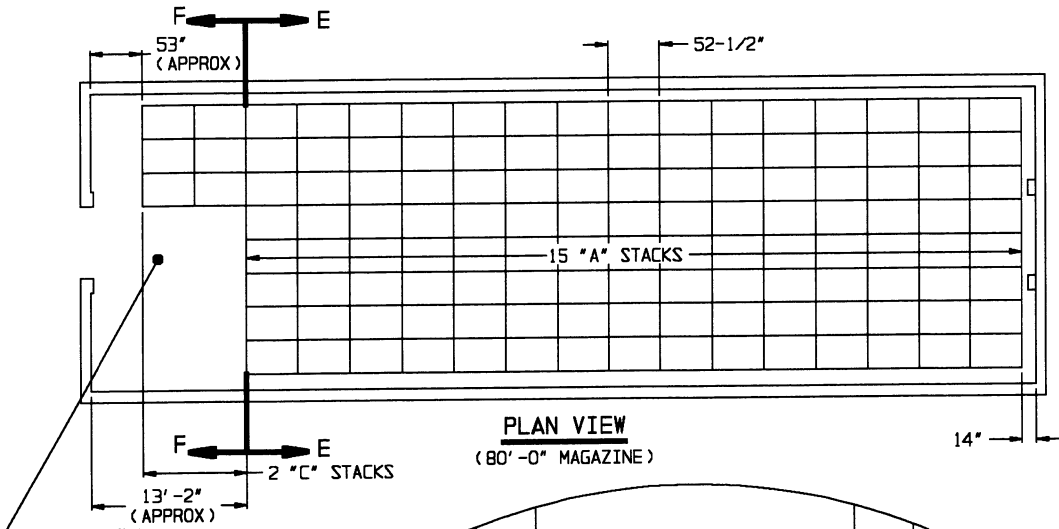 F E
53"
(APPROX)
52-1/2"
15 "A" STACKS
F E
PLAN VIEW
(80'-0" MAGAZINE)
14"
2 "C" STACKS
13'-2"
(APPROX)